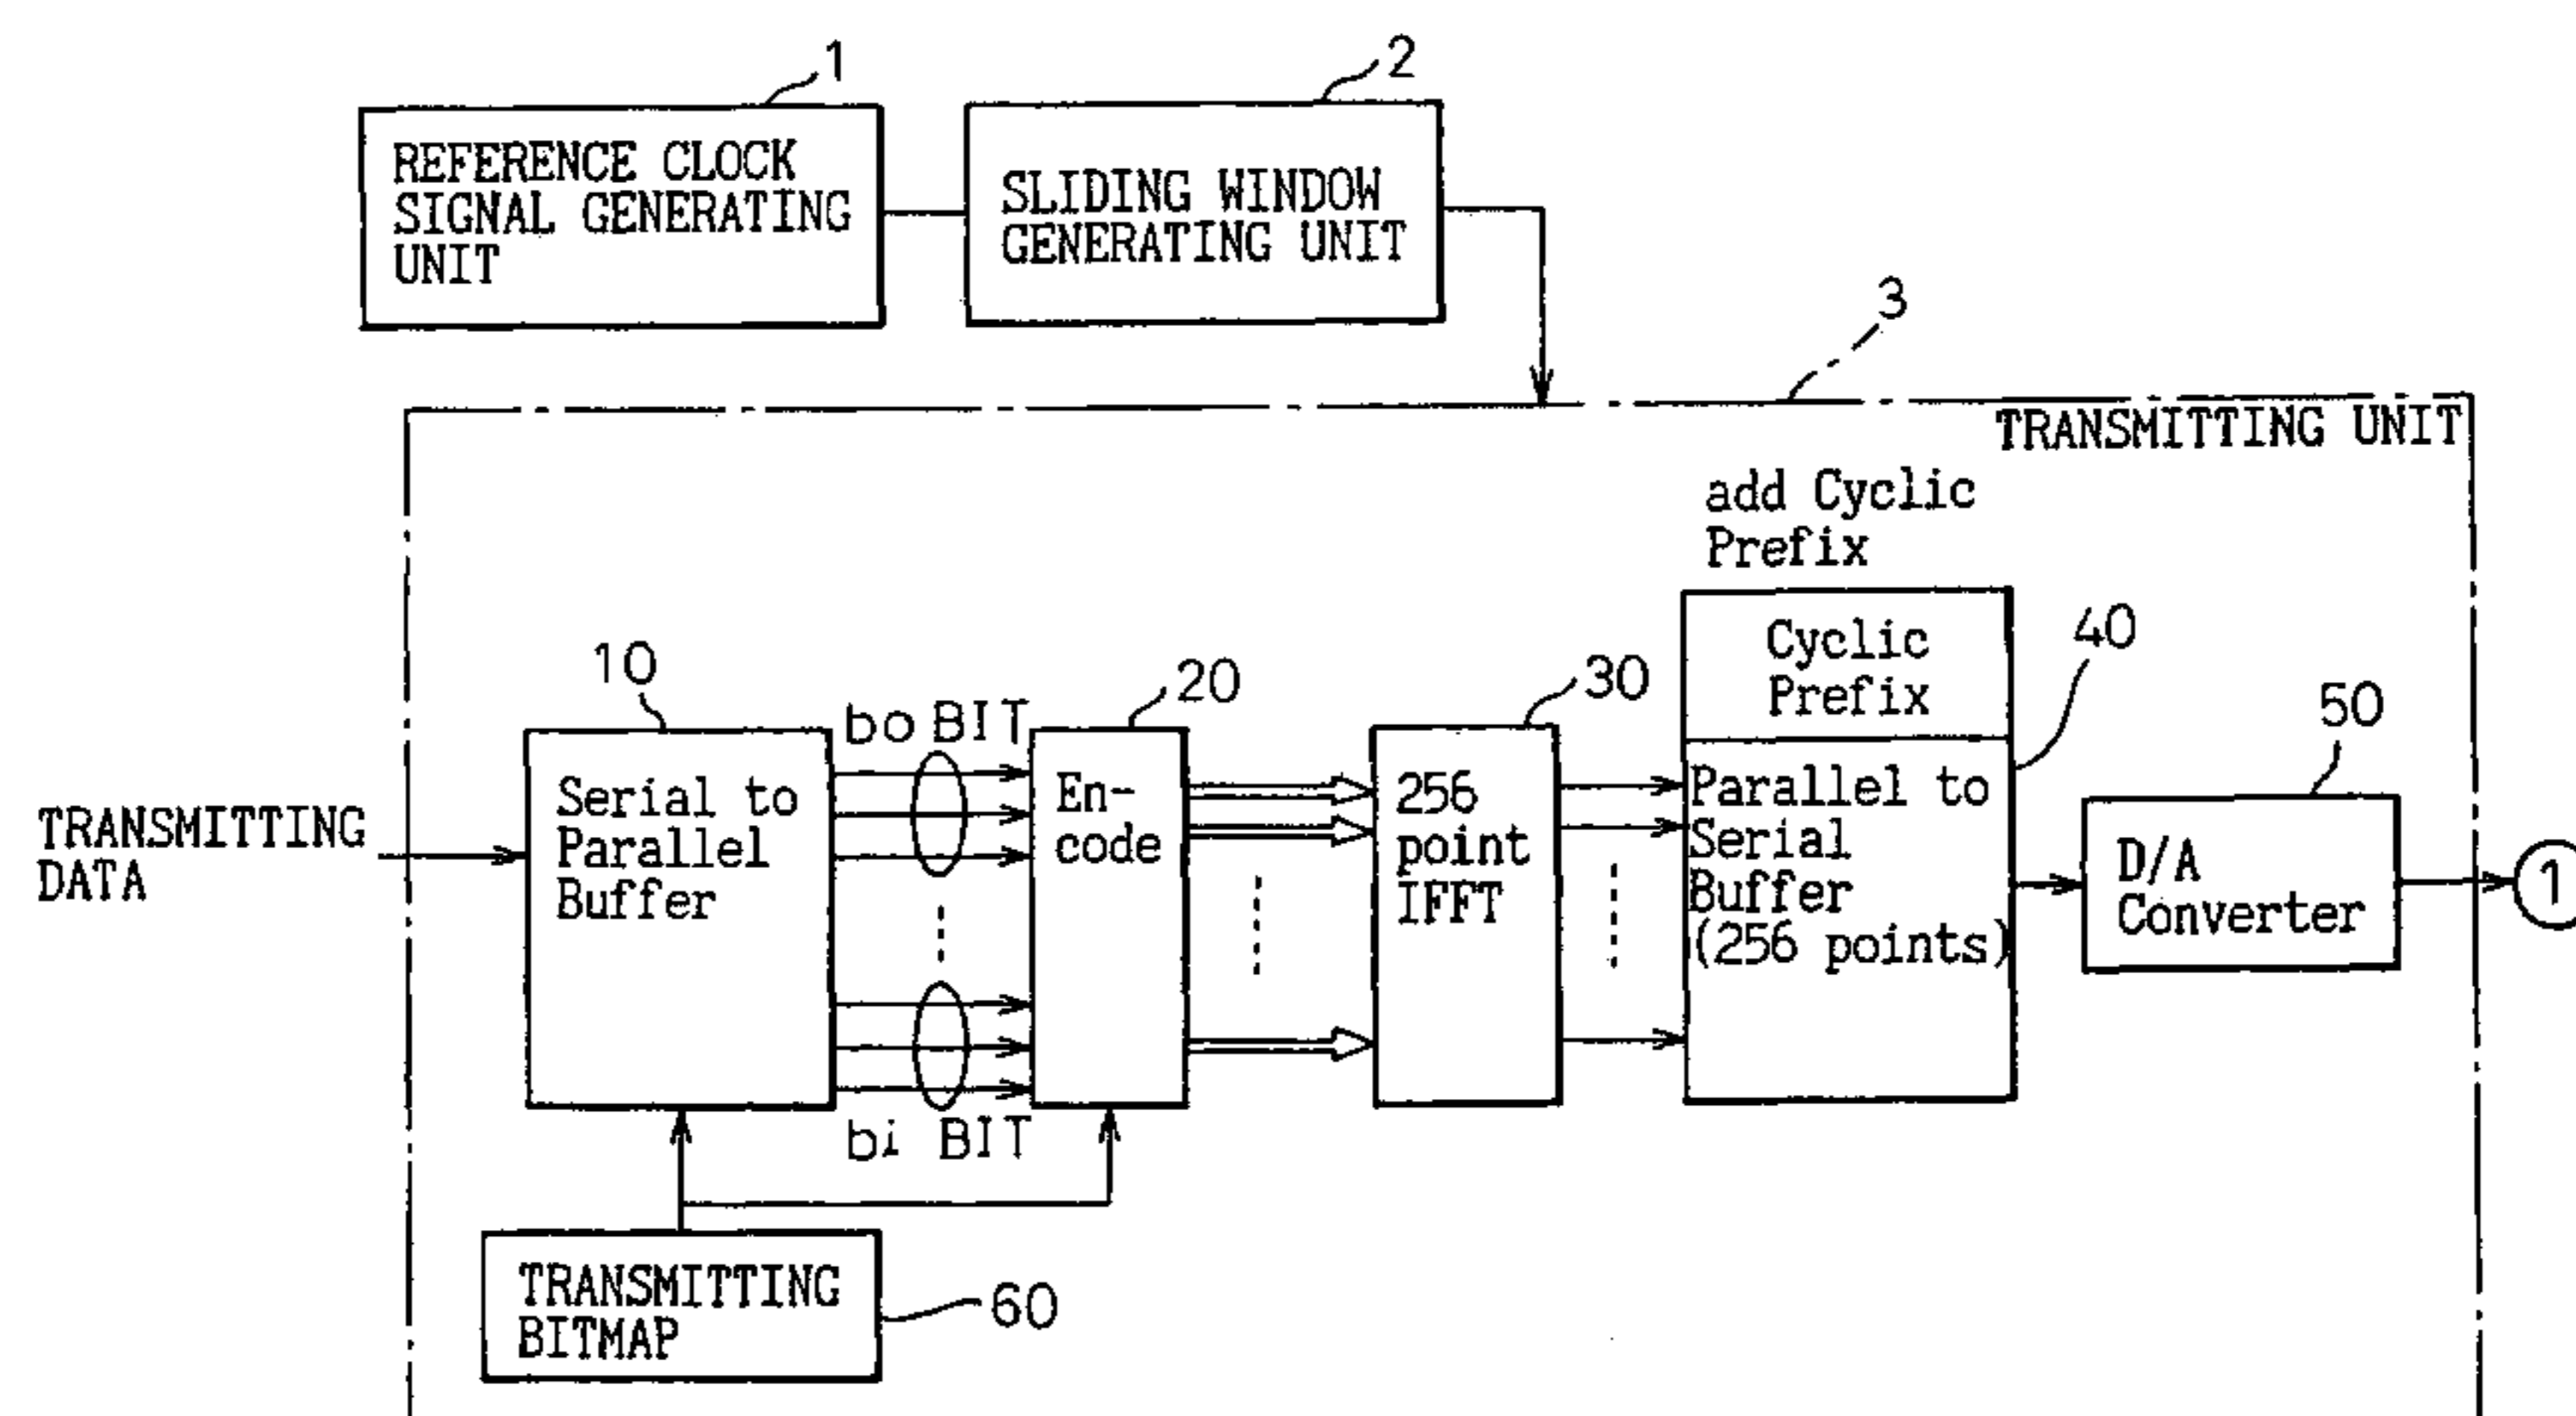 1
2
REFERENCE CLOCK
SIGNAL GENERATING
UNIT
SLIDING WINDOW
GENERATING UNIT
3
TRANSMITTING UNIT
add Cyclic
Prefix
Cyclic
Prefix
40
10
bo BIT
20
30
50
Serial to
Parallel
Buffer
En-
code
256
point
IFFT
Parallel to
Serial
Buffer
(256 points)
D/A
Converter
1
TRANSMITTING
DATA
bi BIT
TRANSMITTING
BITMAP
60